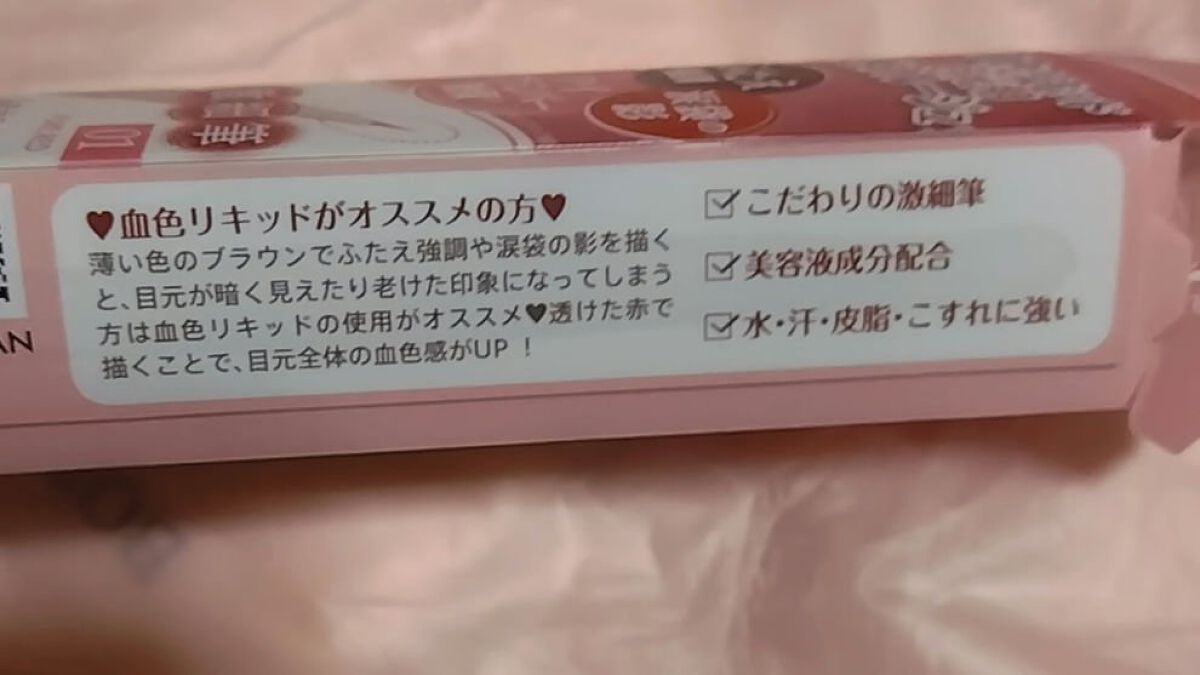 ♥血色リキッドがオススメの方♥
薄い色のブラウンでふたえ強調や涙袋の影を描く
と、目元が暗く見えたり老けた印象になってしまう
方は血色リキッドの使用がオススメ♥透けた赤で
描くことで、目元全体の血色感がUP！
☑こだわりの激細筆
☑美容液成分配合
☑水・汗・皮脂・こすれに強い
AN
01